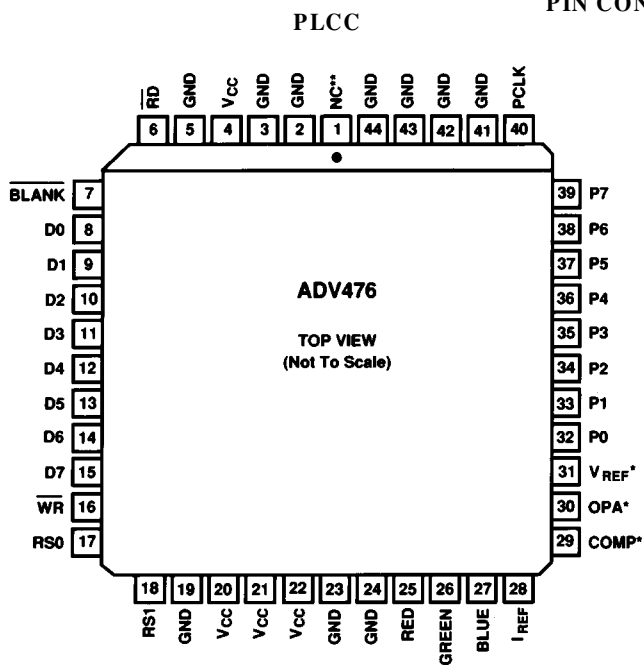 PIN CON
PLCC
RD GND VCC GND GND NC** GND GND GND GND PCLK
6 5 4 3 2 1 44 43 42 41 40
BLANK 7
D0 8
D1 9
D2 10
D3 11
D4 12
D5 13
D6 14
D7 15
WR 16
RS0 17
ADV476
TOP VIEW
(Not To Scale)
39 P7
38 P6
37 P5
36 P4
35 P3
34 P2
33 P1
32 P0
31 VREF*
30 OPA*
29 COMP*
18 19 20 21 22 23 24 25 26 27 28
RS1 GND VCC VCC VCC GND GND RED GREEN BLUE IREF